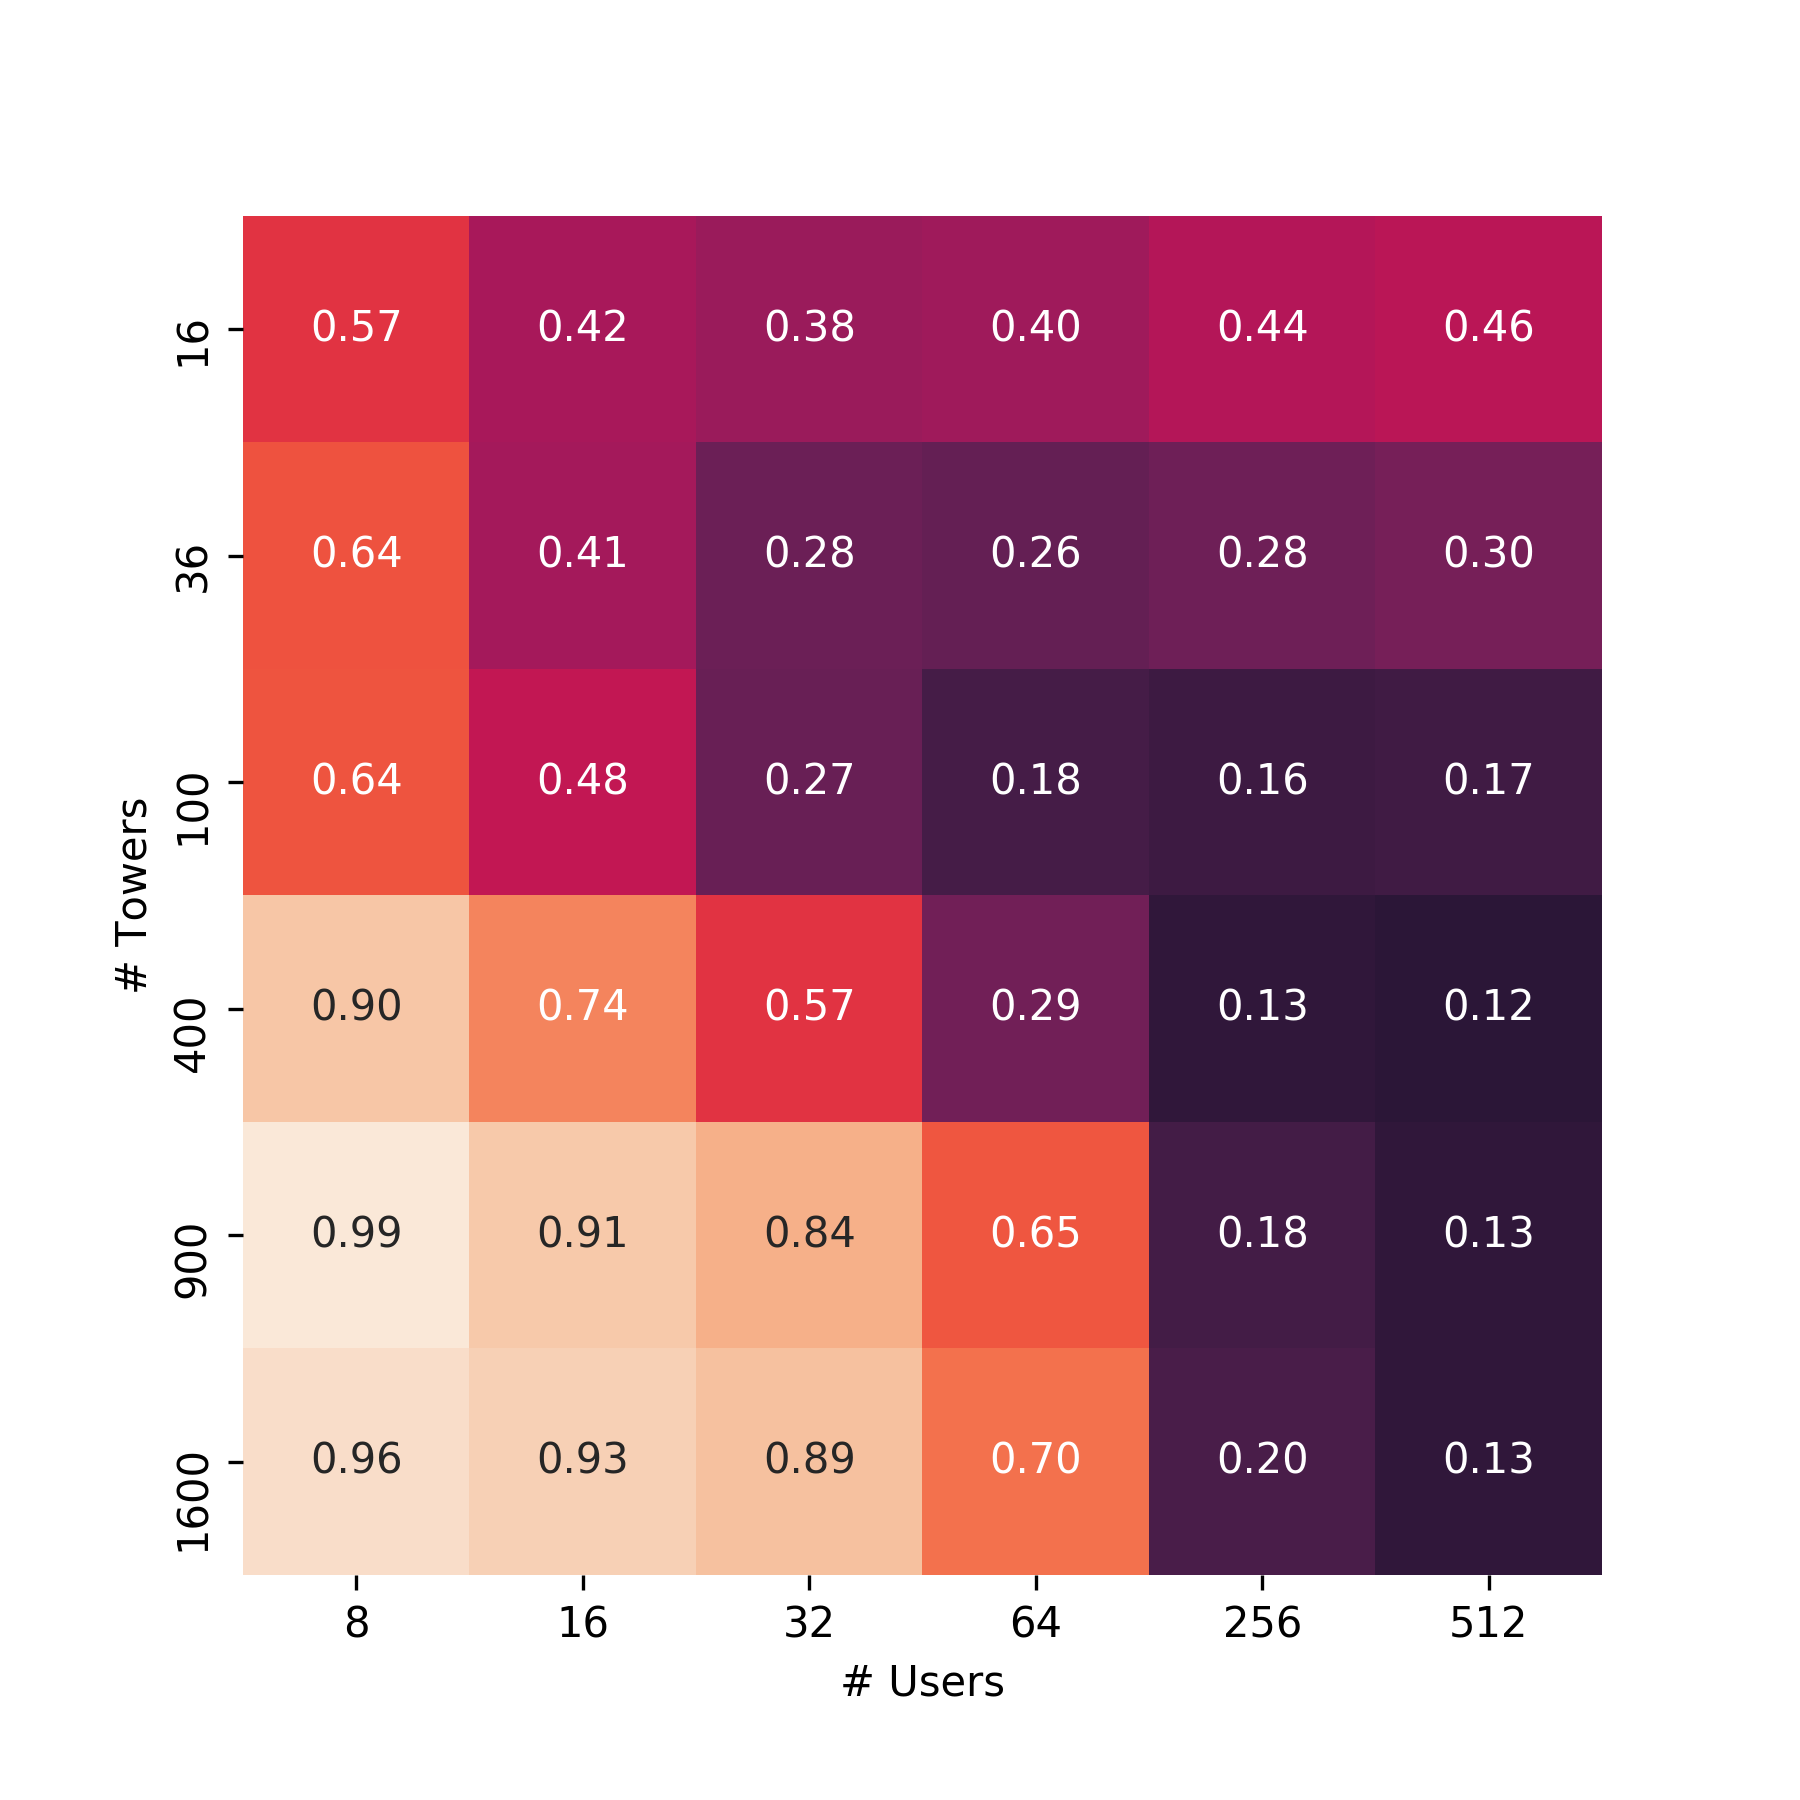 16 0.57 0.42 0.38 0.40 0.44 0.46
36 0.64 0.41 0.28 0.26 0.28 0.30
100 0.64 0.48 0.27 0.18 0.16 0.17
# Towers
400 0.90 0.74 0.57 0.29 0.13 0.12
900 0.99 0.91 0.84 0.65 0.18 0.13
1600 0.96 0.93 0.89 0.70 0.20 0.13
8 16 32 64 256 512
# Users